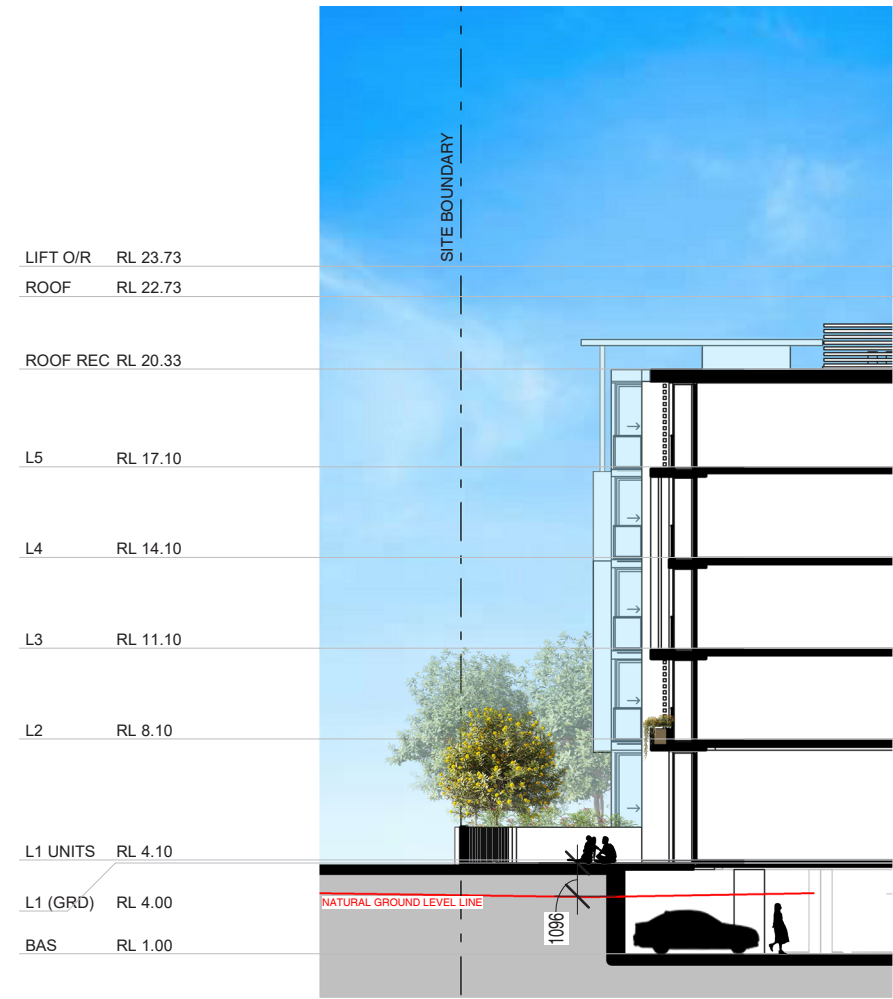 SITE BOUNDARY
LIFT O/R RL 23.73
ROOF RL 22.73
ROOF REC RL 20.33
L5 RL 17.10
L4 RL 14.10
L3 RL 11.10
L2 RL 8.10
L1 UNITS RL 4.10
L1 (GRD) RL 4.00
NATURAL GROUND LEVEL LINE
1096
BAS RL 1.00